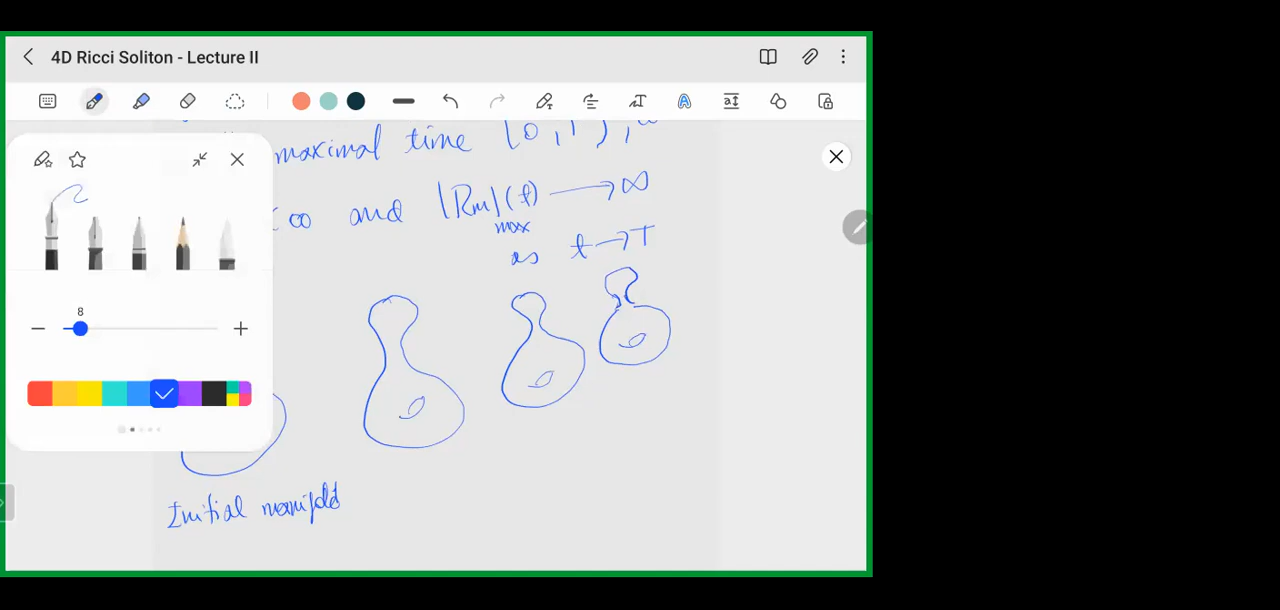 4D Ricci Soliton - Lecture II
maximal time [0, T),
∞ and |Rm|(t) → ∞
max
as t → T
8
Initial manifold